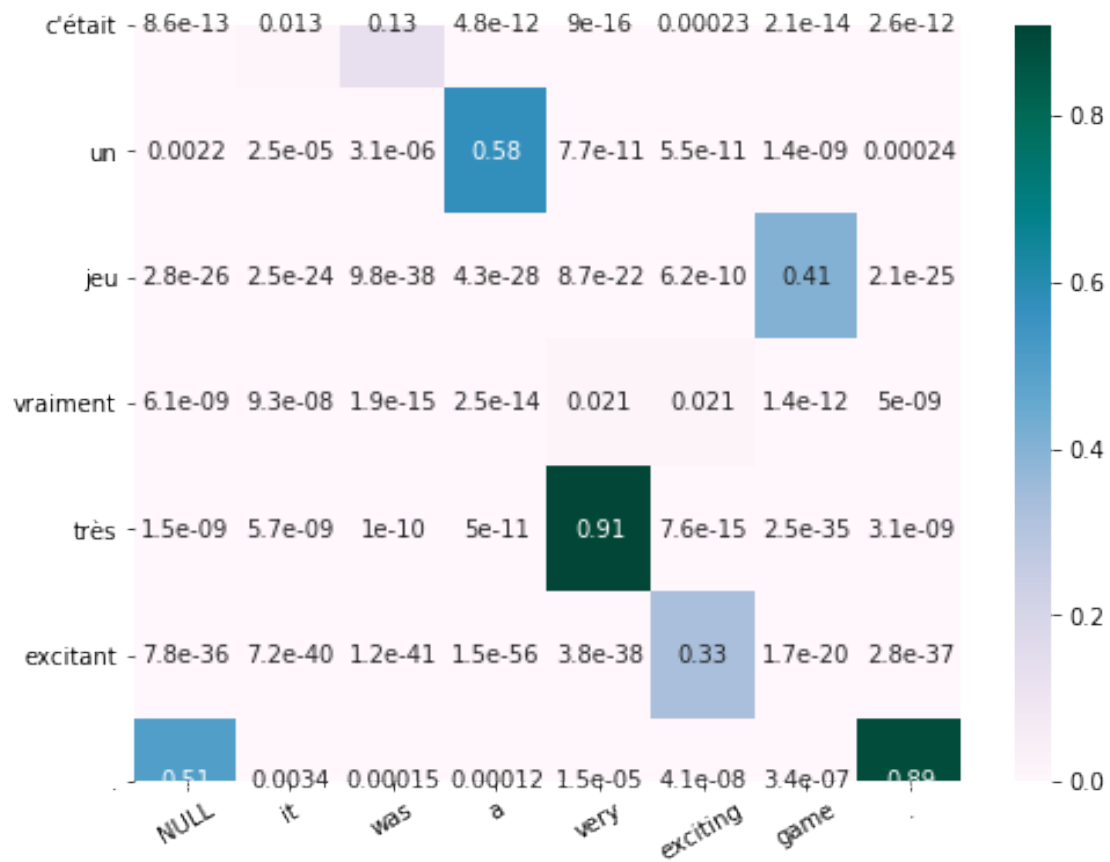 c'était 8.6e-13 0.013 0.13 4.8e-12 9e-16 0.00023 2.1e-14 2.6e-12
0.8
un 0.0022 2.5e-05 3.1e-06 0.58 7.7e-11 5.5e-11 1.4e-09 0.00024
0.6
jeu 2.8e-26 2.5e-24 9.8e-38 4.3e-28 8.7e-22 6.2e-10 0.41 2.1e-25
0.4
vraiment 6.1e-09 9.3e-08 1.9e-15 2.5e-14 0.021 0.021 1.4e-12 5e-09
très 1.5e-09 5.7e-09 1e-10 5e-11 0.91 7.6e-15 2.5e-35 3.1e-09
0.2
excitant 7.8e-36 7.2e-40 1.2e-41 1.5e-56 3.8e-38 0.33 1.7e-20 2.8e-37
. 0.51 0.0034 0.00015 0.00012 1.5e-05 4.1e-08 3.4e-07 0.89
0.0
NULL it was a very exciting game .